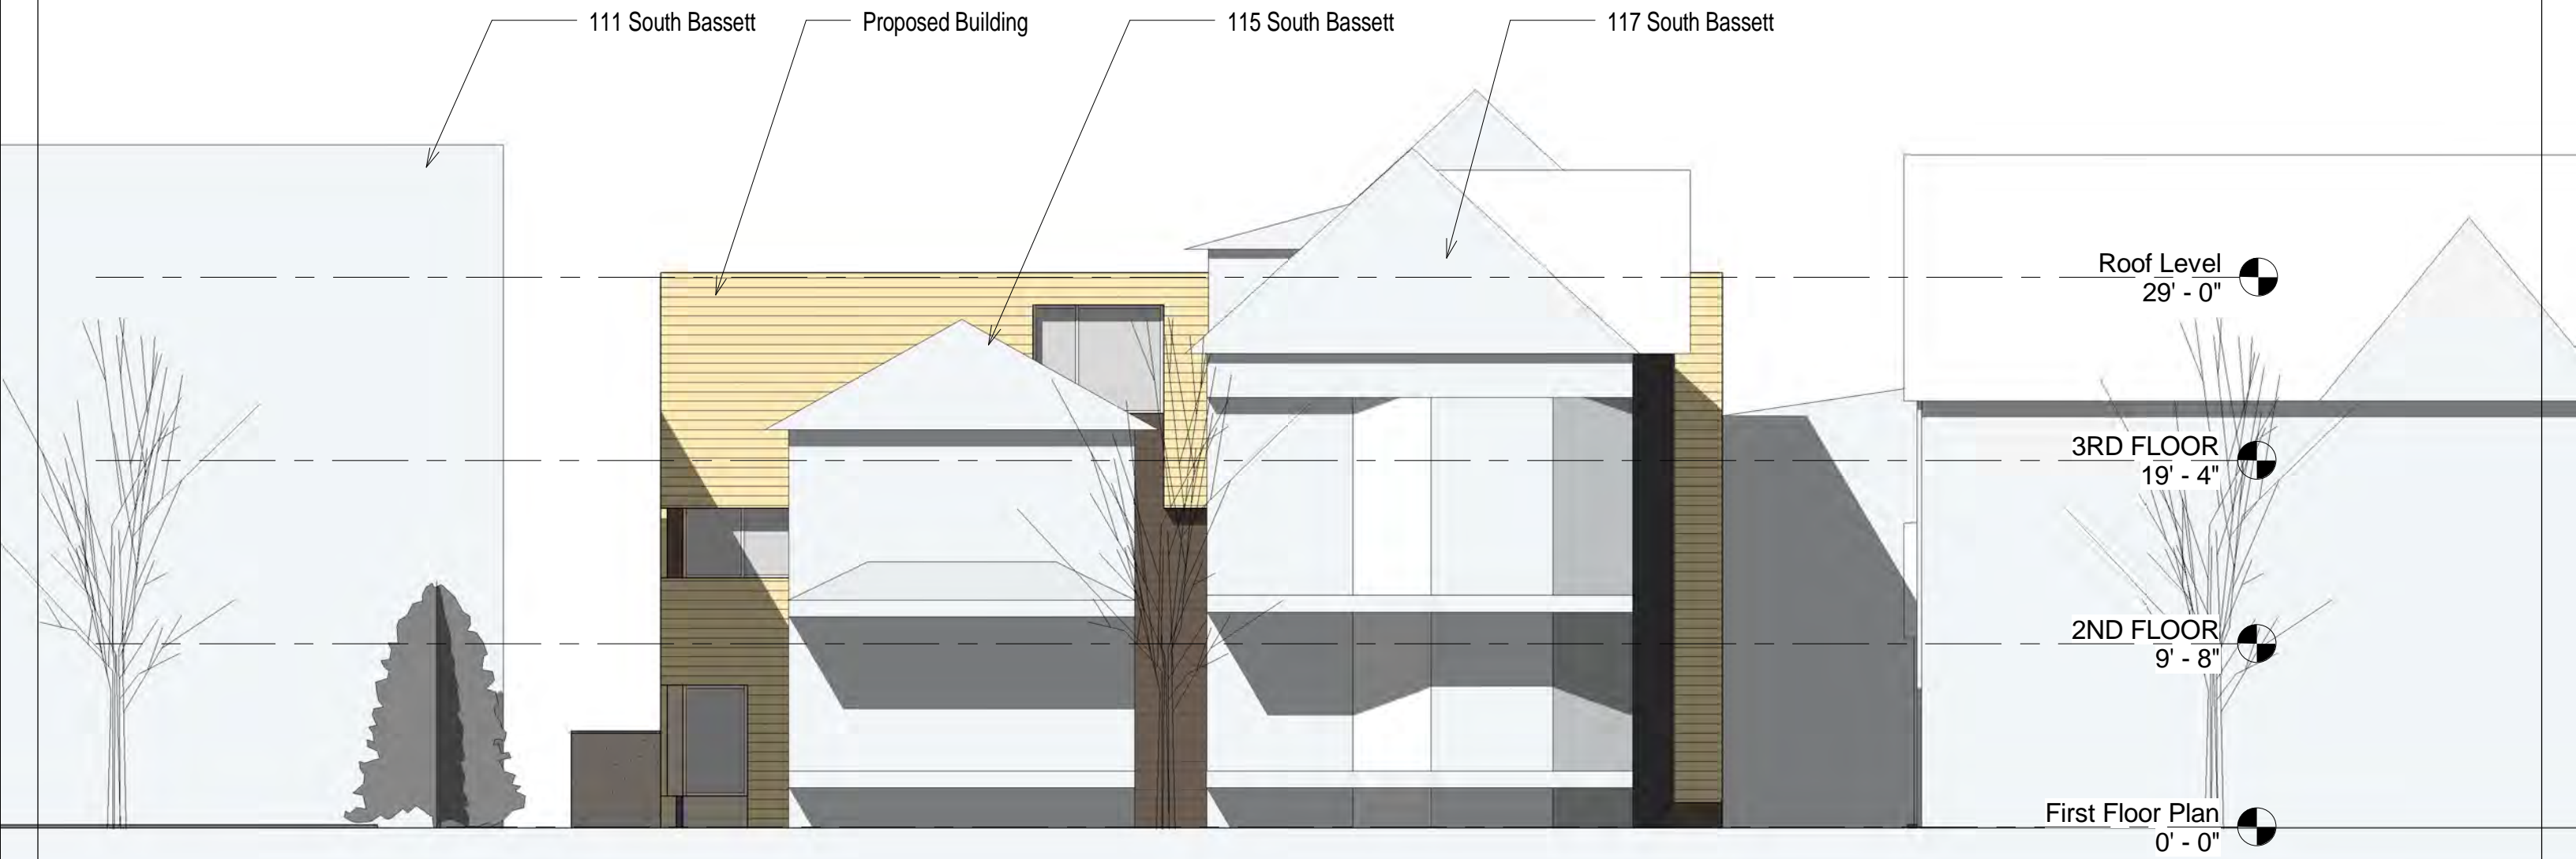 111 South Bassett
Proposed Building
115 South Bassett
117 South Bassett
Roof Level
29' - 0"
3RD FLOOR
19' - 4"
2ND FLOOR
9' - 8"
First Floor Plan
0' - 0"